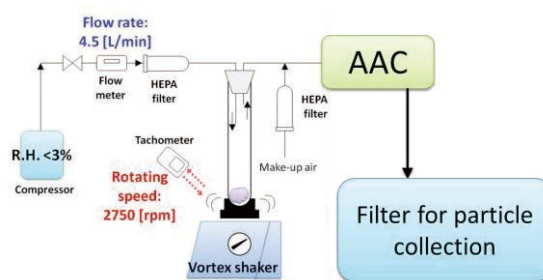 Flow rate:
4.5 [L/min]
Flow
meter
HEPA
filter
AAC
HEPA
filter
Make-up air
Tachometer
R.H. <3%
Compressor
Rotating
speed:
2750 [rpm]
Vortex shaker
Filter for particle
collection